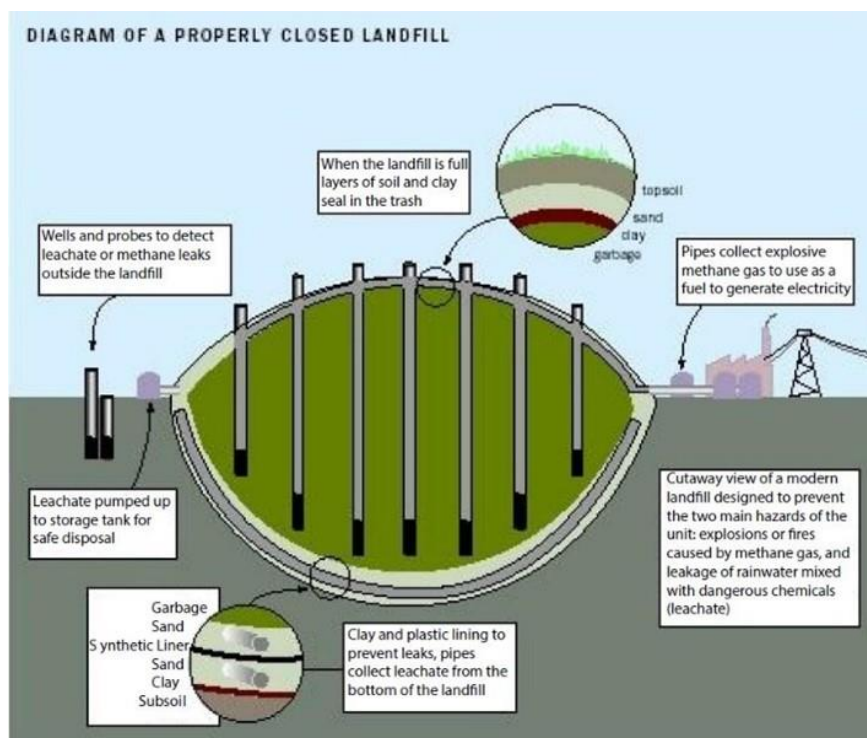 DIAGRAM OF A PROPERLY CLOSED LANDFILL
When the landfill is full
layers of soil and clay
seal in the trash
topsoil
sand
clay
garbage
Wells and probes to detect
leachate or methane leaks
outside the landfill
Pipes collect explosive
methane gas to use as a
fuel to generate electricity
Leachate pumped up
to storage tank for
safe disposal
Cutaway view of a modern
landfill designed to prevent
the two main hazards of the
unit: explosions or fires
caused by methane gas, and
leakage of rainwater mixed
with dangerous chemicals
(leachate)
Garbage
Sand
Synthetic Liner
Sand
Clay
Subsoil
Clay and plastic lining to
prevent leaks, pipes
collect leachate from the
bottom of the landfill